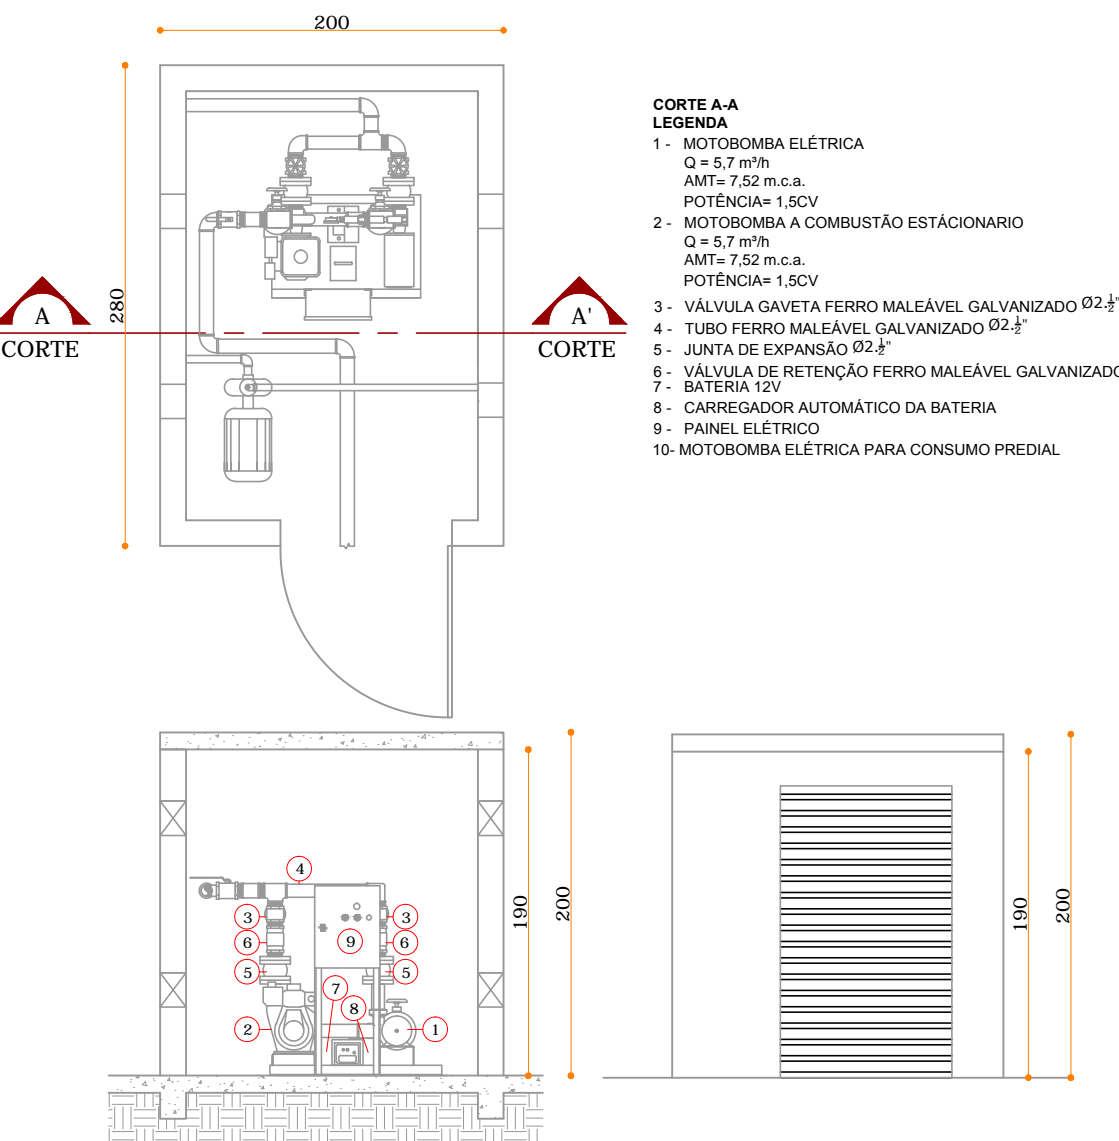 200
280
A
CORTE
A'
CORTE
CORTE A-A
LEGENDA
1 - MOTOBOMBA ELÉTRICA
Q = 5,7 m³/h
AMT= 7,52 m.c.a.
POTÊNCIA= 1,5CV
2 - MOTOBOMBA A COMBUSTÃO ESTÁCIONARIO
Q = 5,7 m³/h
AMT= 7,52 m.c.a.
POTÊNCIA= 1,5CV
3 - VÁLVULA GAVETA FERRO MALEÁVEL GALVANIZADO Ø2.½"
4 - TUBO FERRO MALEÁVEL GALVANIZADO Ø2.½"
5 - JUNTA DE EXPANSÃO Ø2.½"
6 - VÁLVULA DE RETENÇÃO FERRO MALEÁVEL GALVANIZADO
7 - BATERIA 12V
8 - CARREGADOR AUTOMÁTICO DA BATERIA
9 - PAINEL ELÉTRICO
10- MOTOBOMBA ELÉTRICA PARA CONSUMO PREDIAL
4
3
3
6
9
6
5
5
7
8
2
1
190
200
190
200